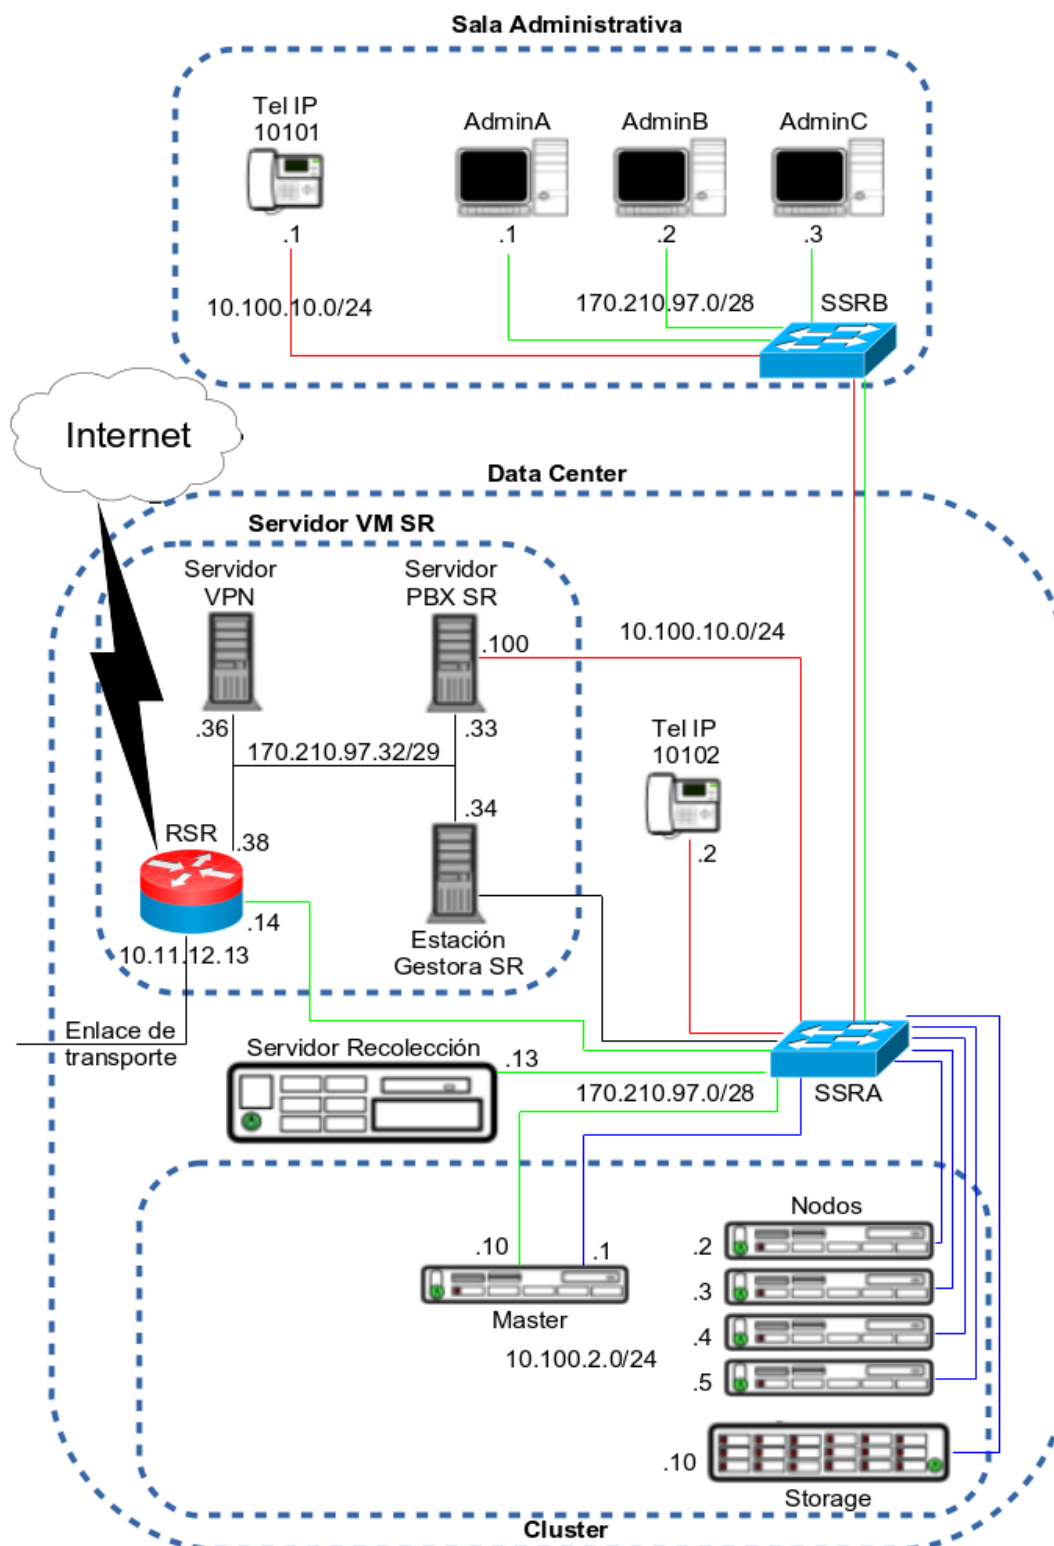 Sala Administrativa
Tel IP
10101
AdminA
AdminB
AdminC
.1
.1
.2
.3
10.100.10.0/24
170.210.97.0/28
SSRB
Internet
Data Center
Servidor VM SR
Servidor
VPN
Servidor
PBX SR
.100
10.100.10.0/24
.36
.33
170.210.97.32/29
Tel IP
10102
.34
RSR
.38
.2
.14
10.11.12.13
Estación
Gestora SR
Enlace de
transporte
Servidor Recolección
.13
170.210.97.0/28
SSRA
Nodos
.10
.1
.2
.3
Master
.4
10.100.2.0/24
.5
.10
Storage
Cluster